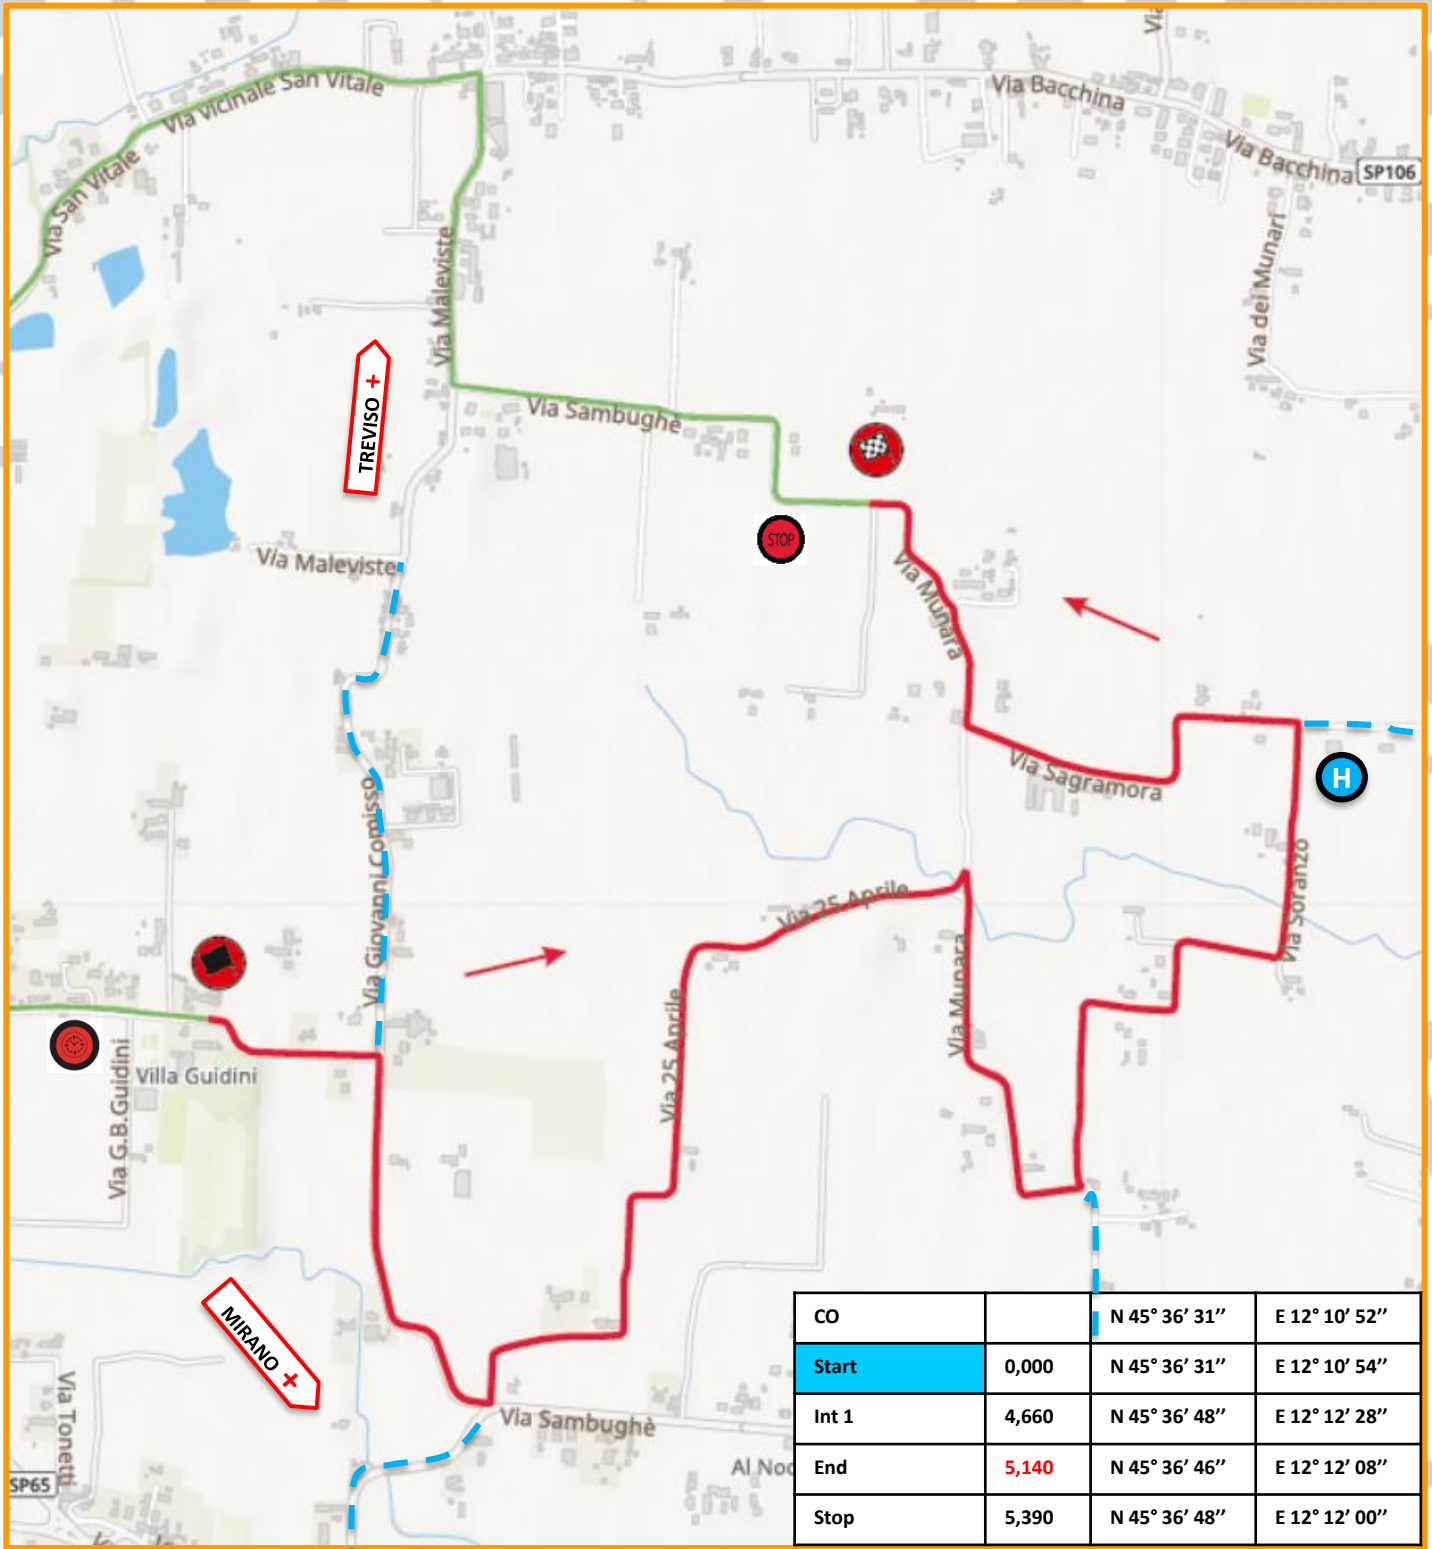 Via
Via Vicinale San Vitale
Via Bacchina
Via Bacchina
SP106
Via San Vitale
Via dei Munari
Via Maleviste
TREVISO +
Via Sambughè
STOP
Via Maleviste
Via Munara
Via Sagramora
H
Via Giovanni Comisso
Via 25 Aprile
Via Soranzo
Via Munara
Via 25 Aprile
Villa Guidini
Via G.B.Guidini
MIRANO +
Via Tonetti
Via Sambughè
Al Noc
SP65
CO N 45° 36’ 31’’ E 12° 10’ 52’’
Start 0,000 N 45° 36’ 31’’ E 12° 10’ 54’’
Int 1 4,660 N 45° 36’ 48’’ E 12° 12’ 28’’
End 5,140 N 45° 36’ 46’’ E 12° 12’ 08’’
Stop 5,390 N 45° 36’ 48’’ E 12° 12’ 00’’